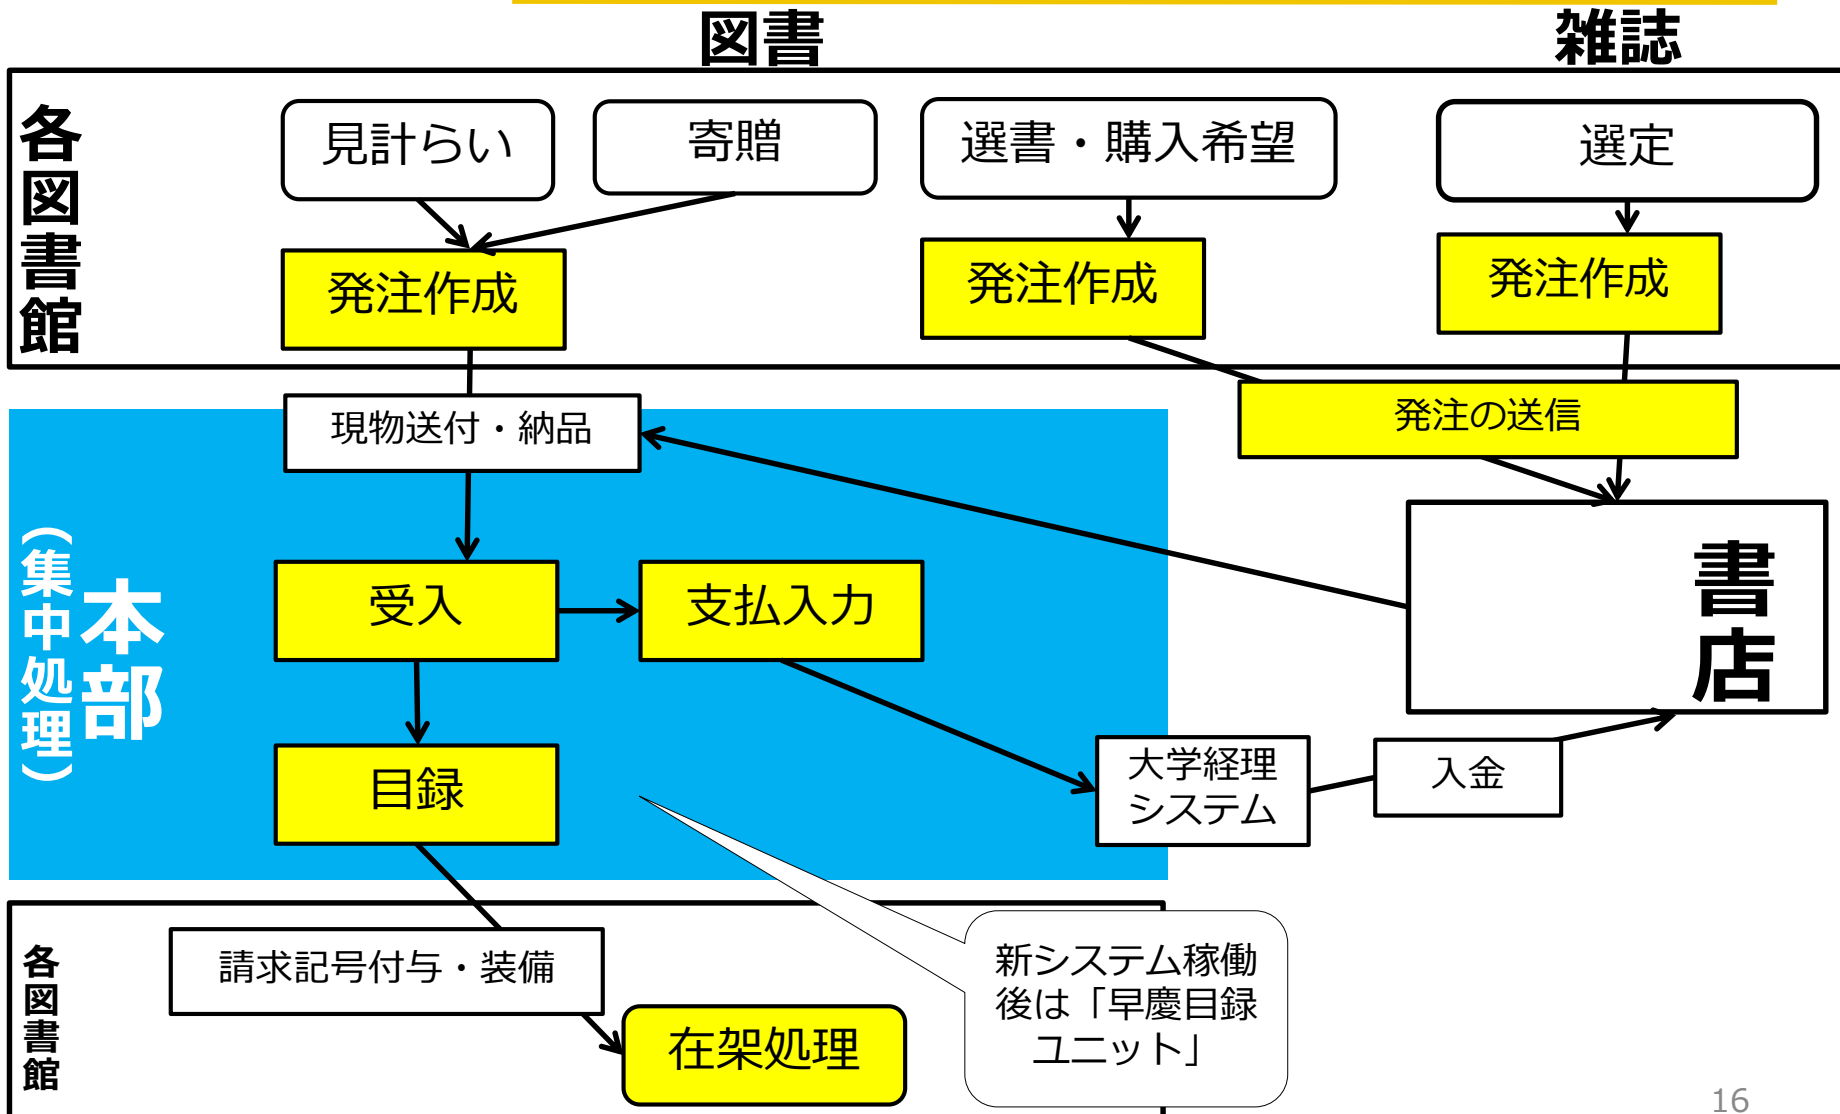 図書
雑誌
各図書館
見計らい
寄贈
選書・購入希望
選定
発注作成
発注作成
発注作成
現物送付・納品
発注の送信
本部
（集中処理）
受入
支払入力
書店
目録
大学経理
システム
入金
各図書館
請求記号付与・装備
在架処理
新システム稼働
後は「早慶目録
ユニット」
16